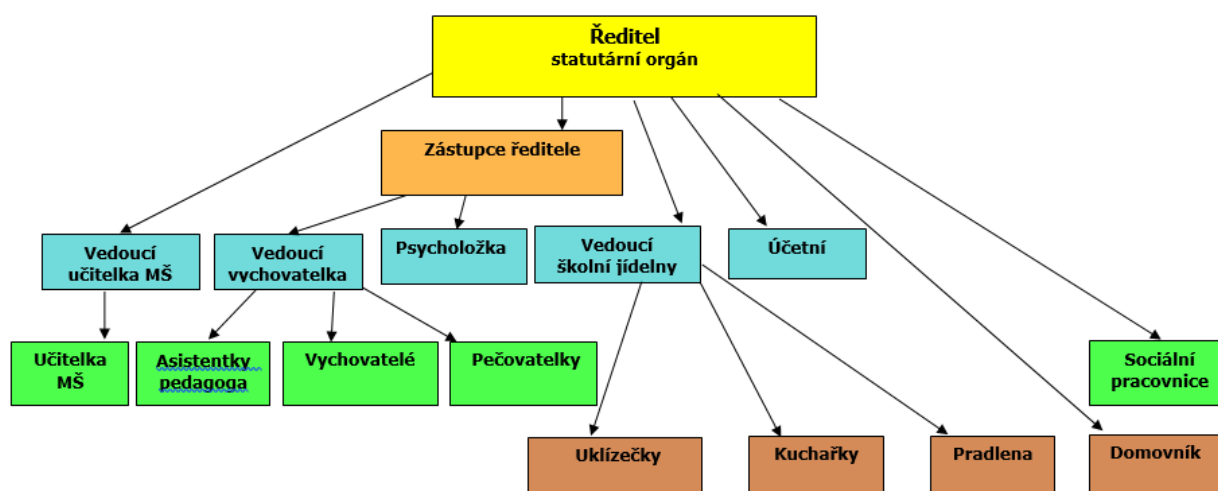 Ředitel
statutární orgán
Zástupce ředitele
Vedoucí
učitelka MŠ
Vedoucí
vychovatelka
Psycholožka
Vedoucí
školní jídelny
Účetní
Učitelka
MŠ
Asistentky
pedagoga
Vychovatelé
Pečovatelky
Sociální
pracovnice
Uklízečky
Kuchařky
Pradlena
Domovník